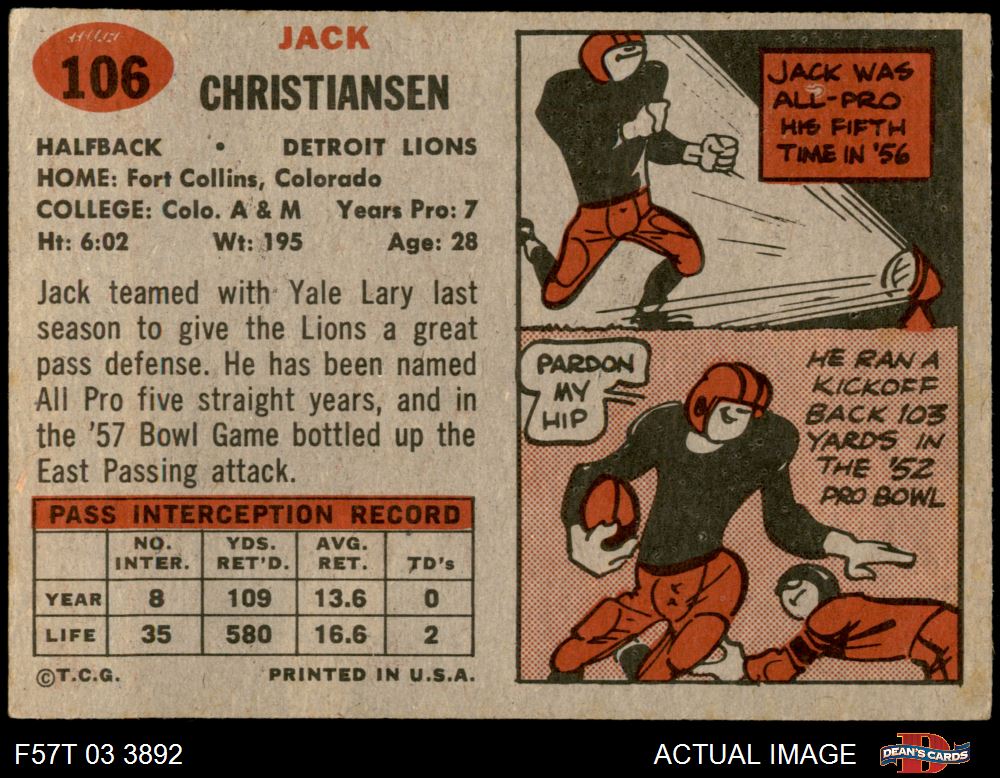 106
JACK
CHRISTIANSEN
HALFBACK • DETROIT LIONS
HOME: Fort Collins, Colorado
COLLEGE: Colo. A & M Years Pro: 7
Ht: 6:02 Wt: 195 Age: 28
Jack teamed with Yale Lary last
season to give the Lions a great
pass defense. He has been named
All Pro five straight years, and in
the '57 Bowl Game bottled up the
East Passing attack.
PASS INTERCEPTION RECORD
NO. INTER. YDS. RET'D. AVG. RET. TD's
YEAR 8 109 13.6 0
LIFE 35 580 16.6 2
©T.C.G. PRINTED IN U.S.A.
JACK WAS
ALL-PRO
HIS FIFTH
TIME IN '56
PARDON
MY
HIP
HE RAN A
KICKOFF
BACK 103
YARDS IN
THE '52
PRO BOWL
F57T 03 3892 ACTUAL IMAGE DEAN'S CARDS